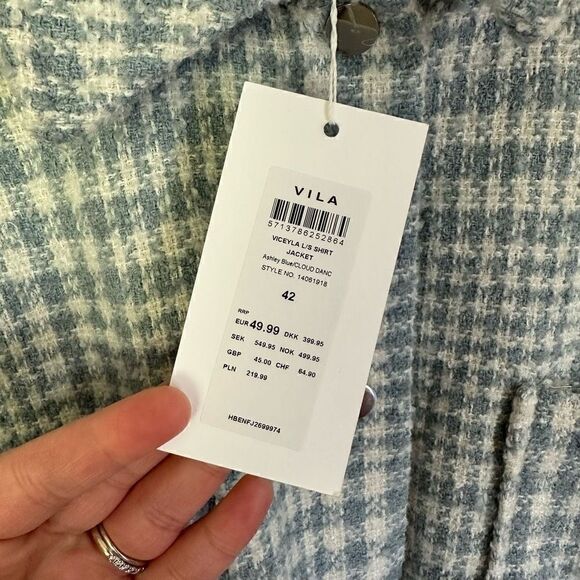 VILA
5713786252864
VICEYLA L/S SHIRT
JACKET
Ashley Blue/CLOUD DANC
STYLE NO. 14061918
42
RRP
EUR 49.99 DKK 399.95
SEK 549.95 NOK 499.95
GBP 45.00 CHF 64.90
PLN 219.99
HBENFJ2699974